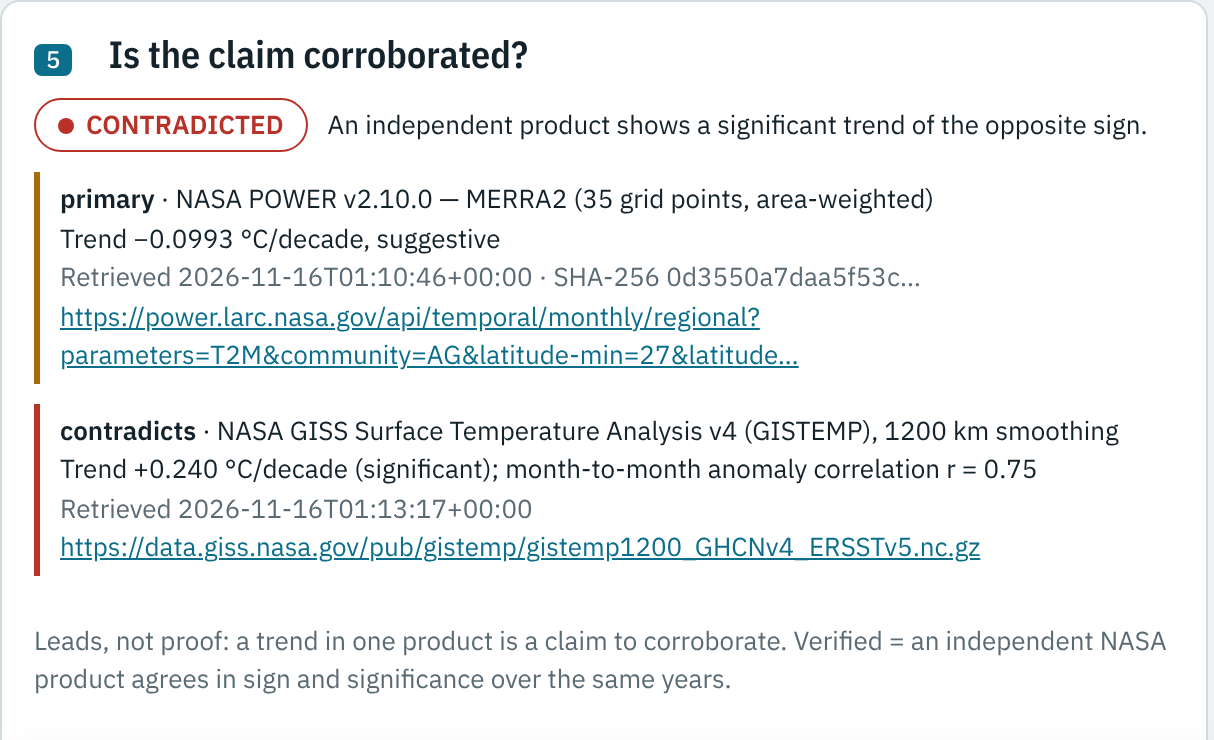 5 Is the claim corroborated?
CONTRADICTED An independent product shows a significant trend of the opposite sign.
primary · NASA POWER v2.10.0 — MERRA2 (35 grid points, area-weighted)
Trend −0.0993 °C/decade, suggestive
Retrieved 2026-11-16T01:10:46+00:00 · SHA-256 0d3550a7daa5f53c…
https://power.larc.nasa.gov/api/temporal/monthly/regional?
parameters=T2M&community=AG&latitude-min=27&latitude…
contradicts · NASA GISS Surface Temperature Analysis v4 (GISTEMP), 1200 km smoothing
Trend +0.240 °C/decade (significant); month-to-month anomaly correlation r = 0.75
Retrieved 2026-11-16T01:13:17+00:00
https://data.giss.nasa.gov/pub/gistemp/gistemp1200_GHCNv4_ERSSTv5.nc.gz
Leads, not proof: a trend in one product is a claim to corroborate. Verified = an independent NASA
product agrees in sign and significance over the same years.